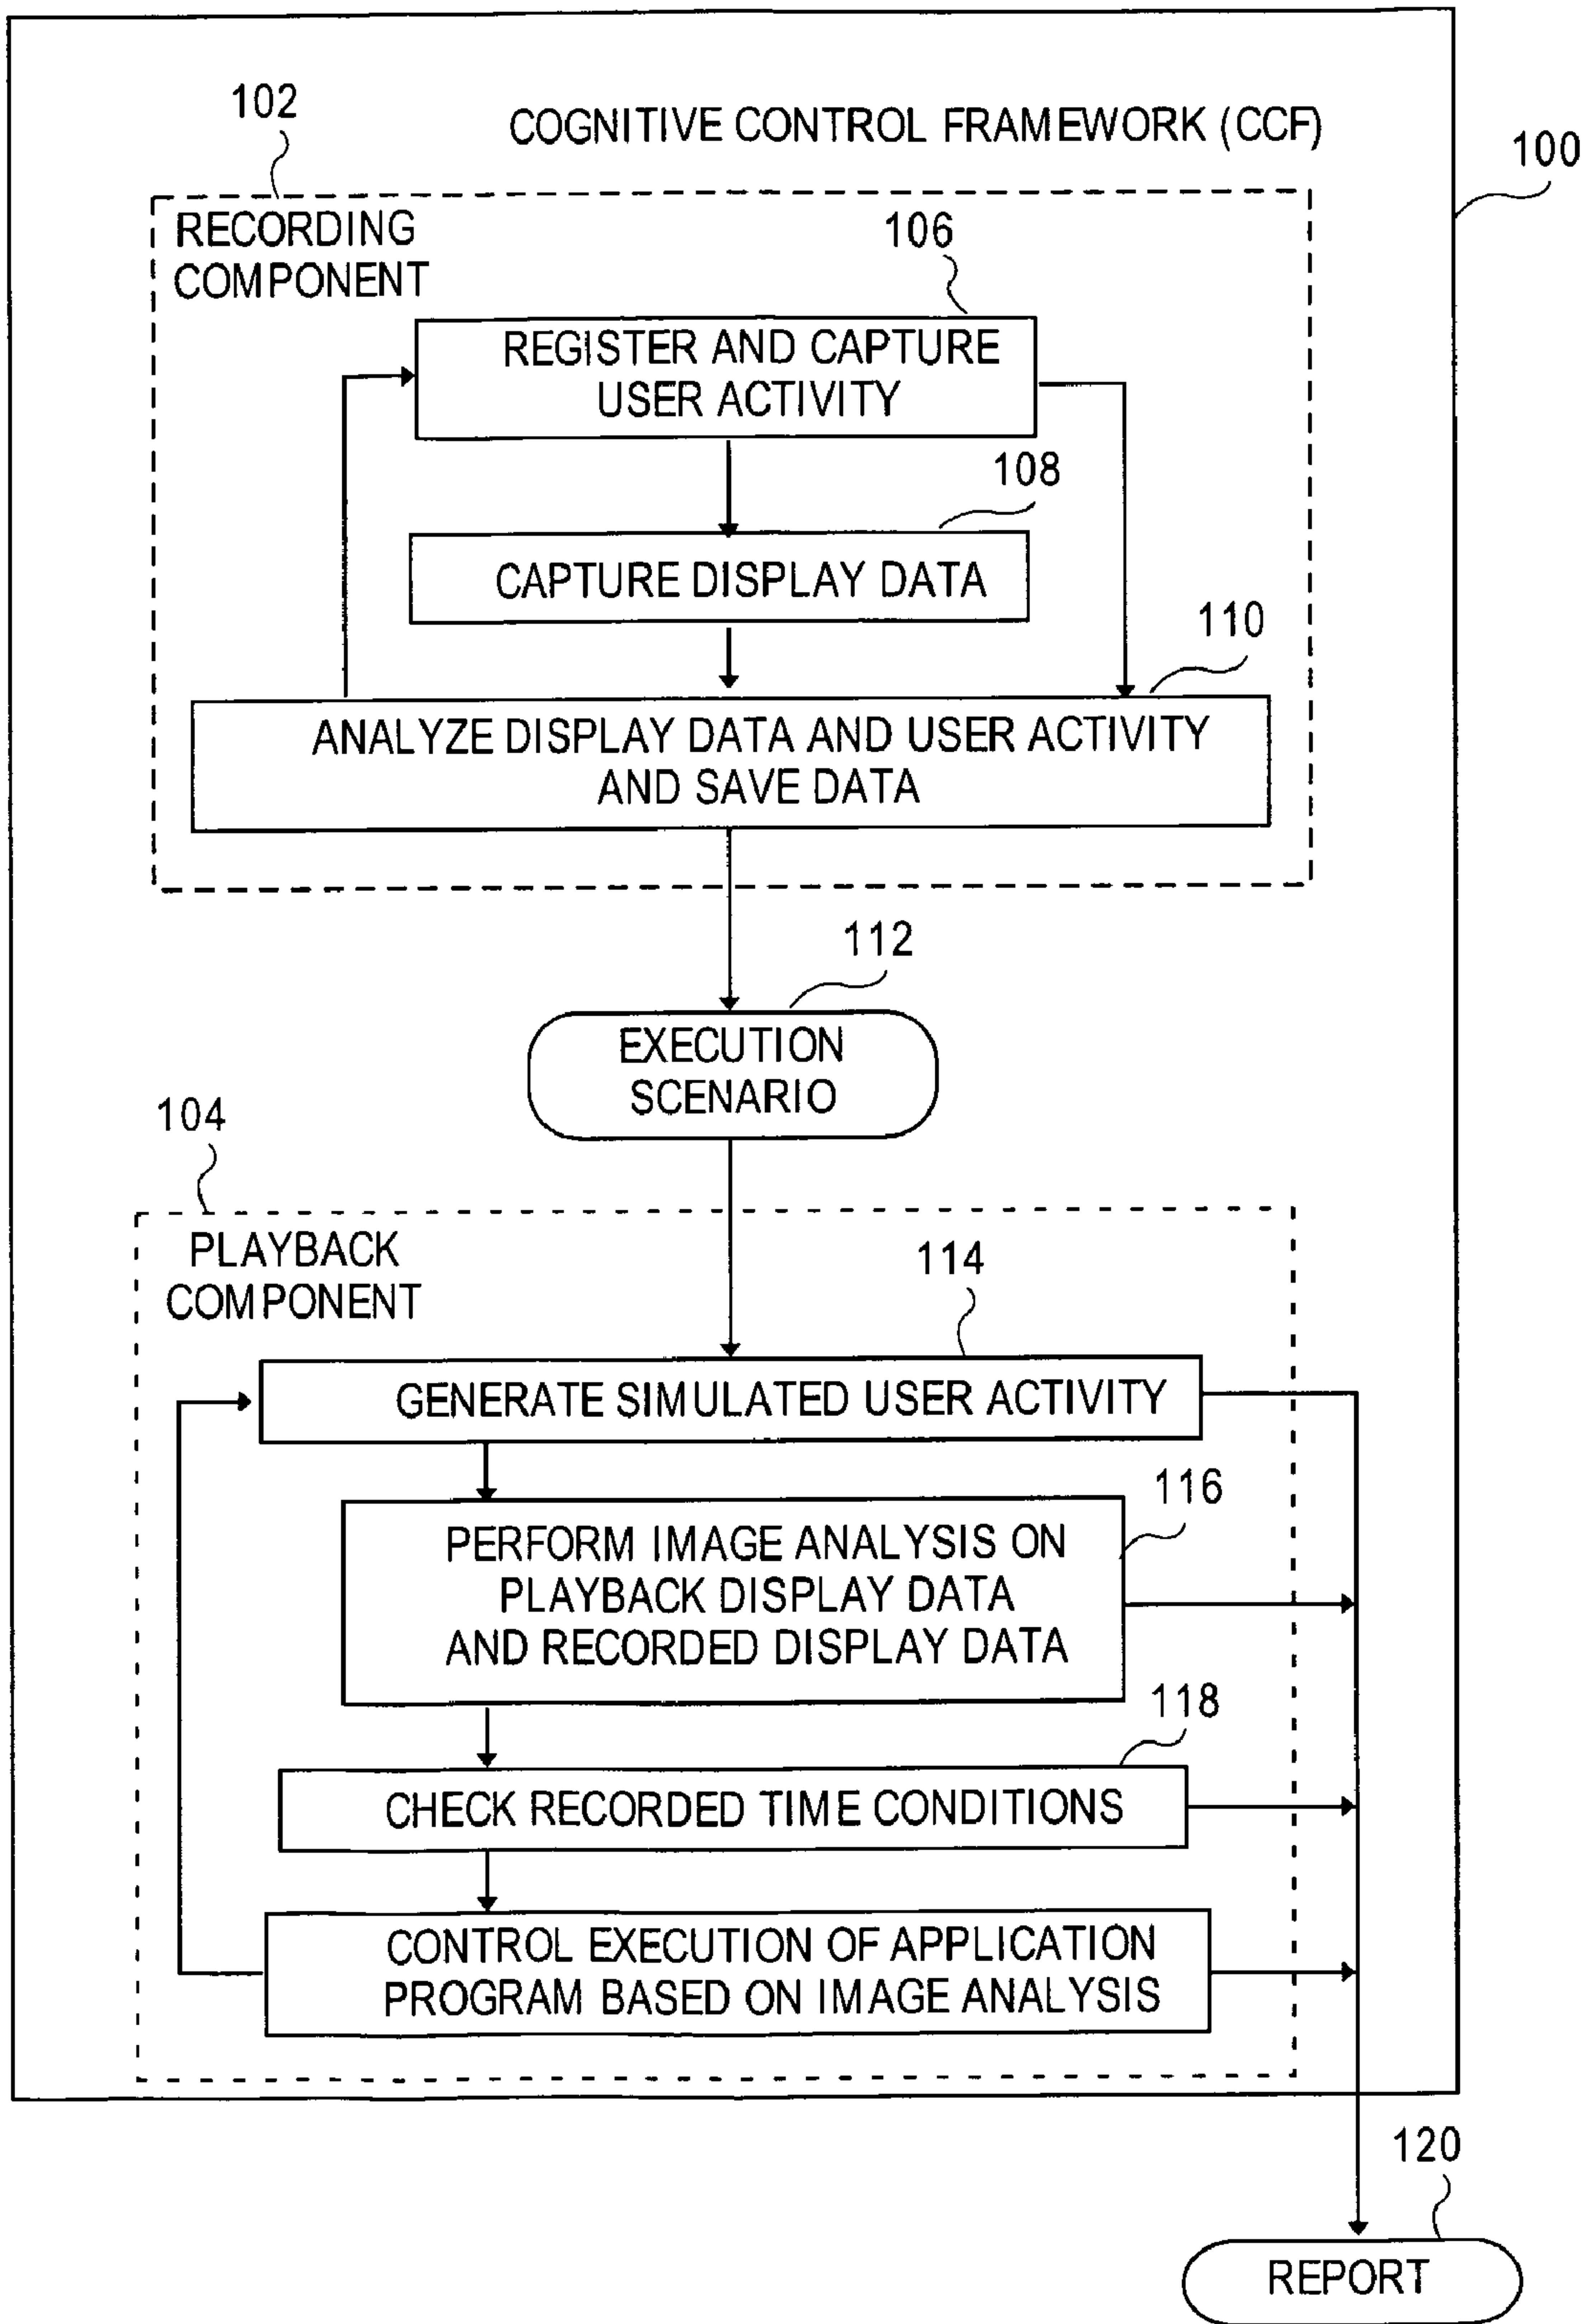 COGNITIVE CONTROL FRAMEWORK (CCF)
100
102
RECORDING
COMPONENT
106
REGISTER AND CAPTURE
USER ACTIVITY
108
CAPTURE DISPLAY DATA
110
ANALYZE DISPLAY DATA AND USER ACTIVITY
AND SAVE DATA
112
EXECUTION
SCENARIO
104
PLAYBACK
COMPONENT
114
GENERATE SIMULATED USER ACTIVITY
116
PERFORM IMAGE ANALYSIS ON
PLAYBACK DISPLAY DATA
AND RECORDED DISPLAY DATA
118
CHECK RECORDED TIME CONDITIONS
CONTROL EXECUTION OF APPLICATION
PROGRAM BASED ON IMAGE ANALYSIS
120
REPORT